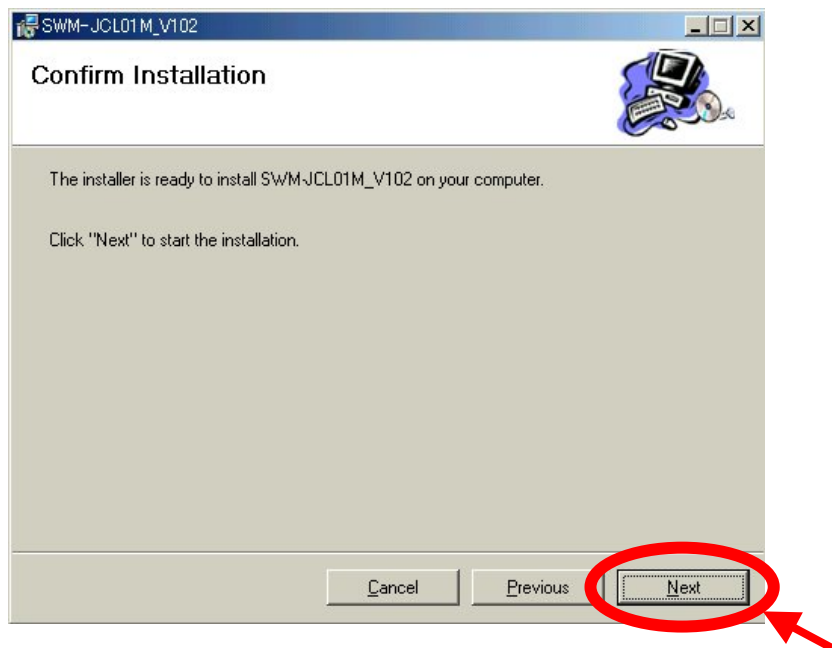 SWM-JCL01M_V102
Confirm Installation
The installer is ready to install SWM-JCL01M_V102 on your computer.
Click "Next" to start the installation.
Cancel
Previous
Next